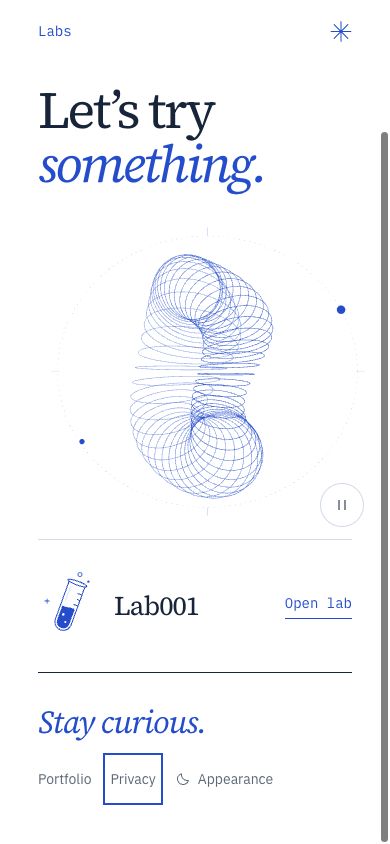 Labs
Let’s try
something.
Lab001
Open lab
Stay curious.
Portfolio
Privacy
Appearance